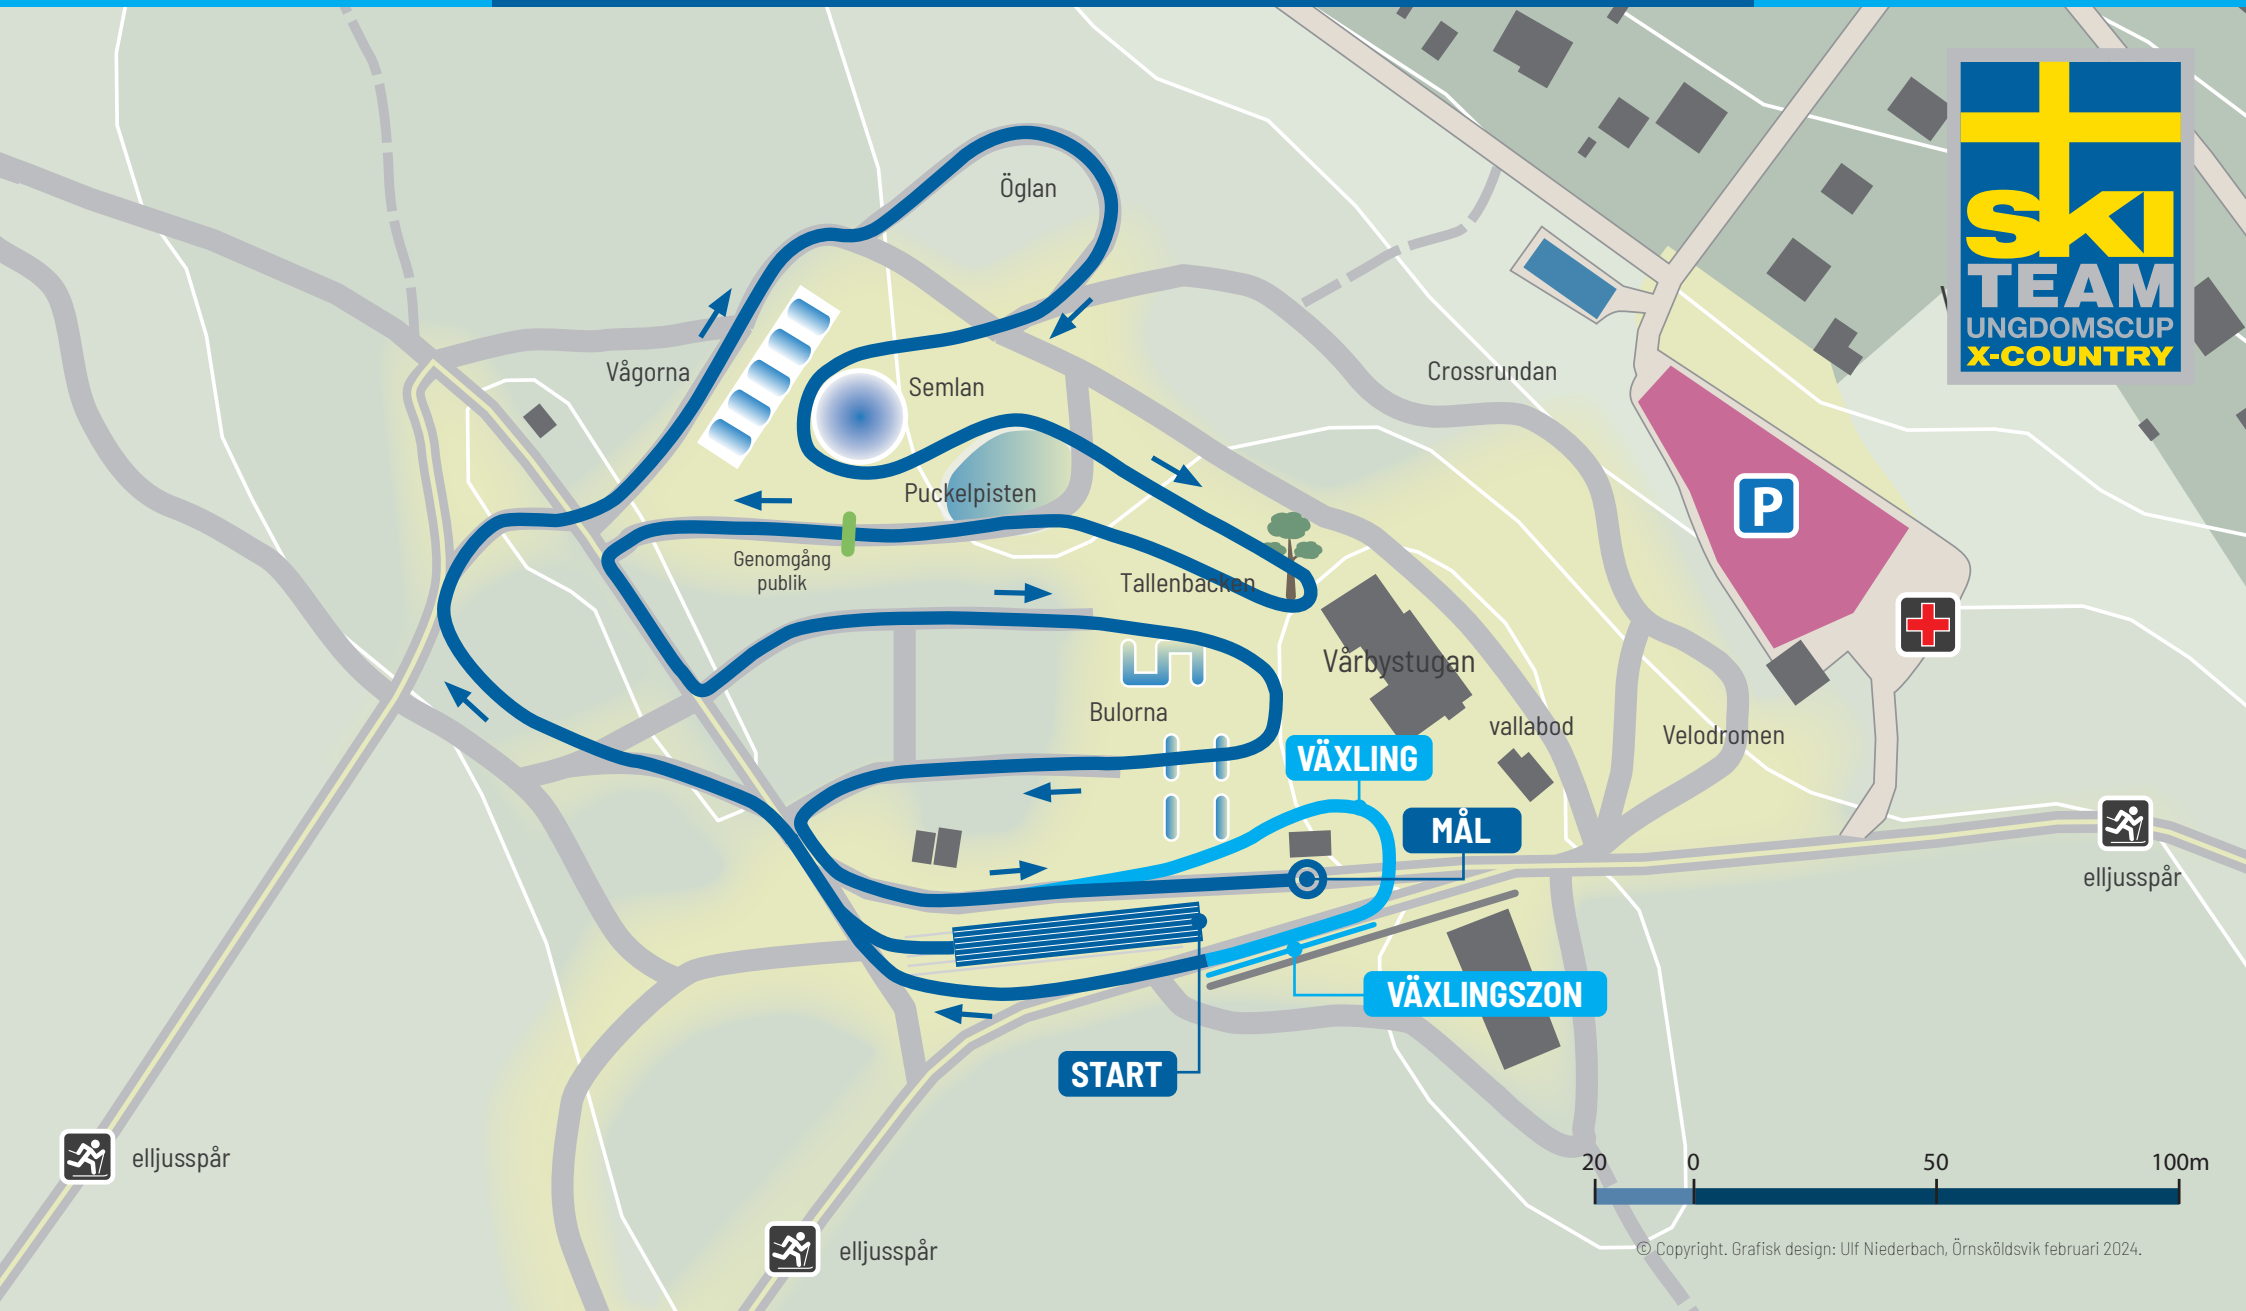 Öglan
SKI
TEAM
UNGDOMSCUP
X-COUNTRY
Vågorna
Semlan
Crossrundan
Puckelpisten
P
Genomgång
publik
Tallenbacken
Vårbystugan
Bulorna
vallabod
Velodromen
VÄXLING
MÅL
elljusspår
VÄXLINGSZON
START
elljusspår
elljusspår
20 0 50 100m
© Copyright. Grafisk design: Ulf Niederbach, Örnsköldsvik februari 2024.